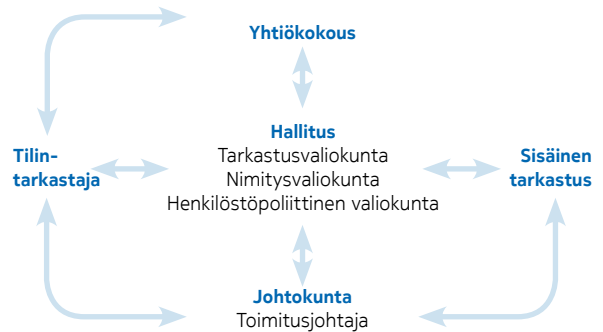 Yhtiökokous
Hallitus
Tarkastusvaliokunta
Nimitysvaliokunta
Henkilöstöpoliittinen valiokunta
Tilin-
tarkastaja
Sisäinen
tarkastus
Johtokunta
Toimitusjohtaja